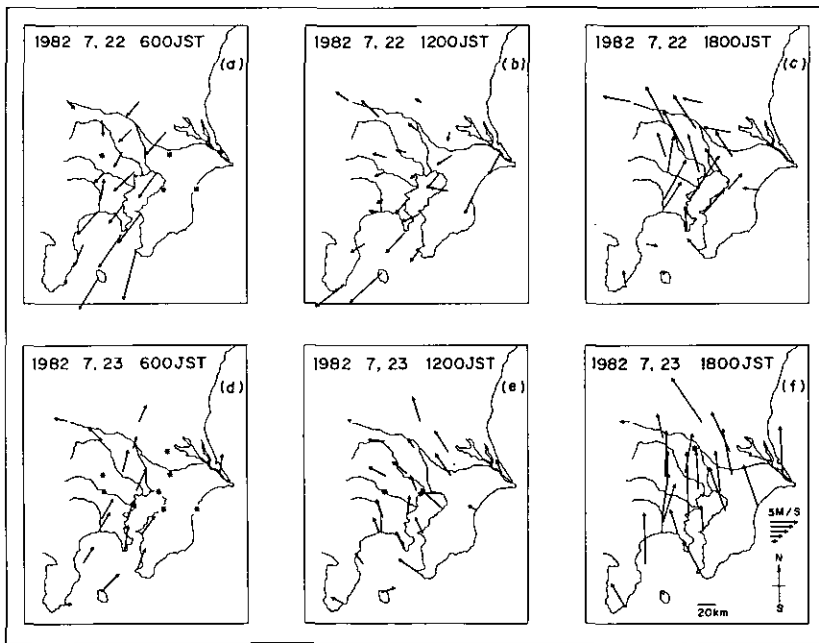 1982 7, 22 600JST
(a)
1982 7, 22 1200JST
(b)
1982 7, 22 1800JST
(c)
1982 7, 23 600JST
(d)
1982 7, 23 1200JST
(e)
1982 7, 23 1800JST
(f)
5M/S
N
S
20km